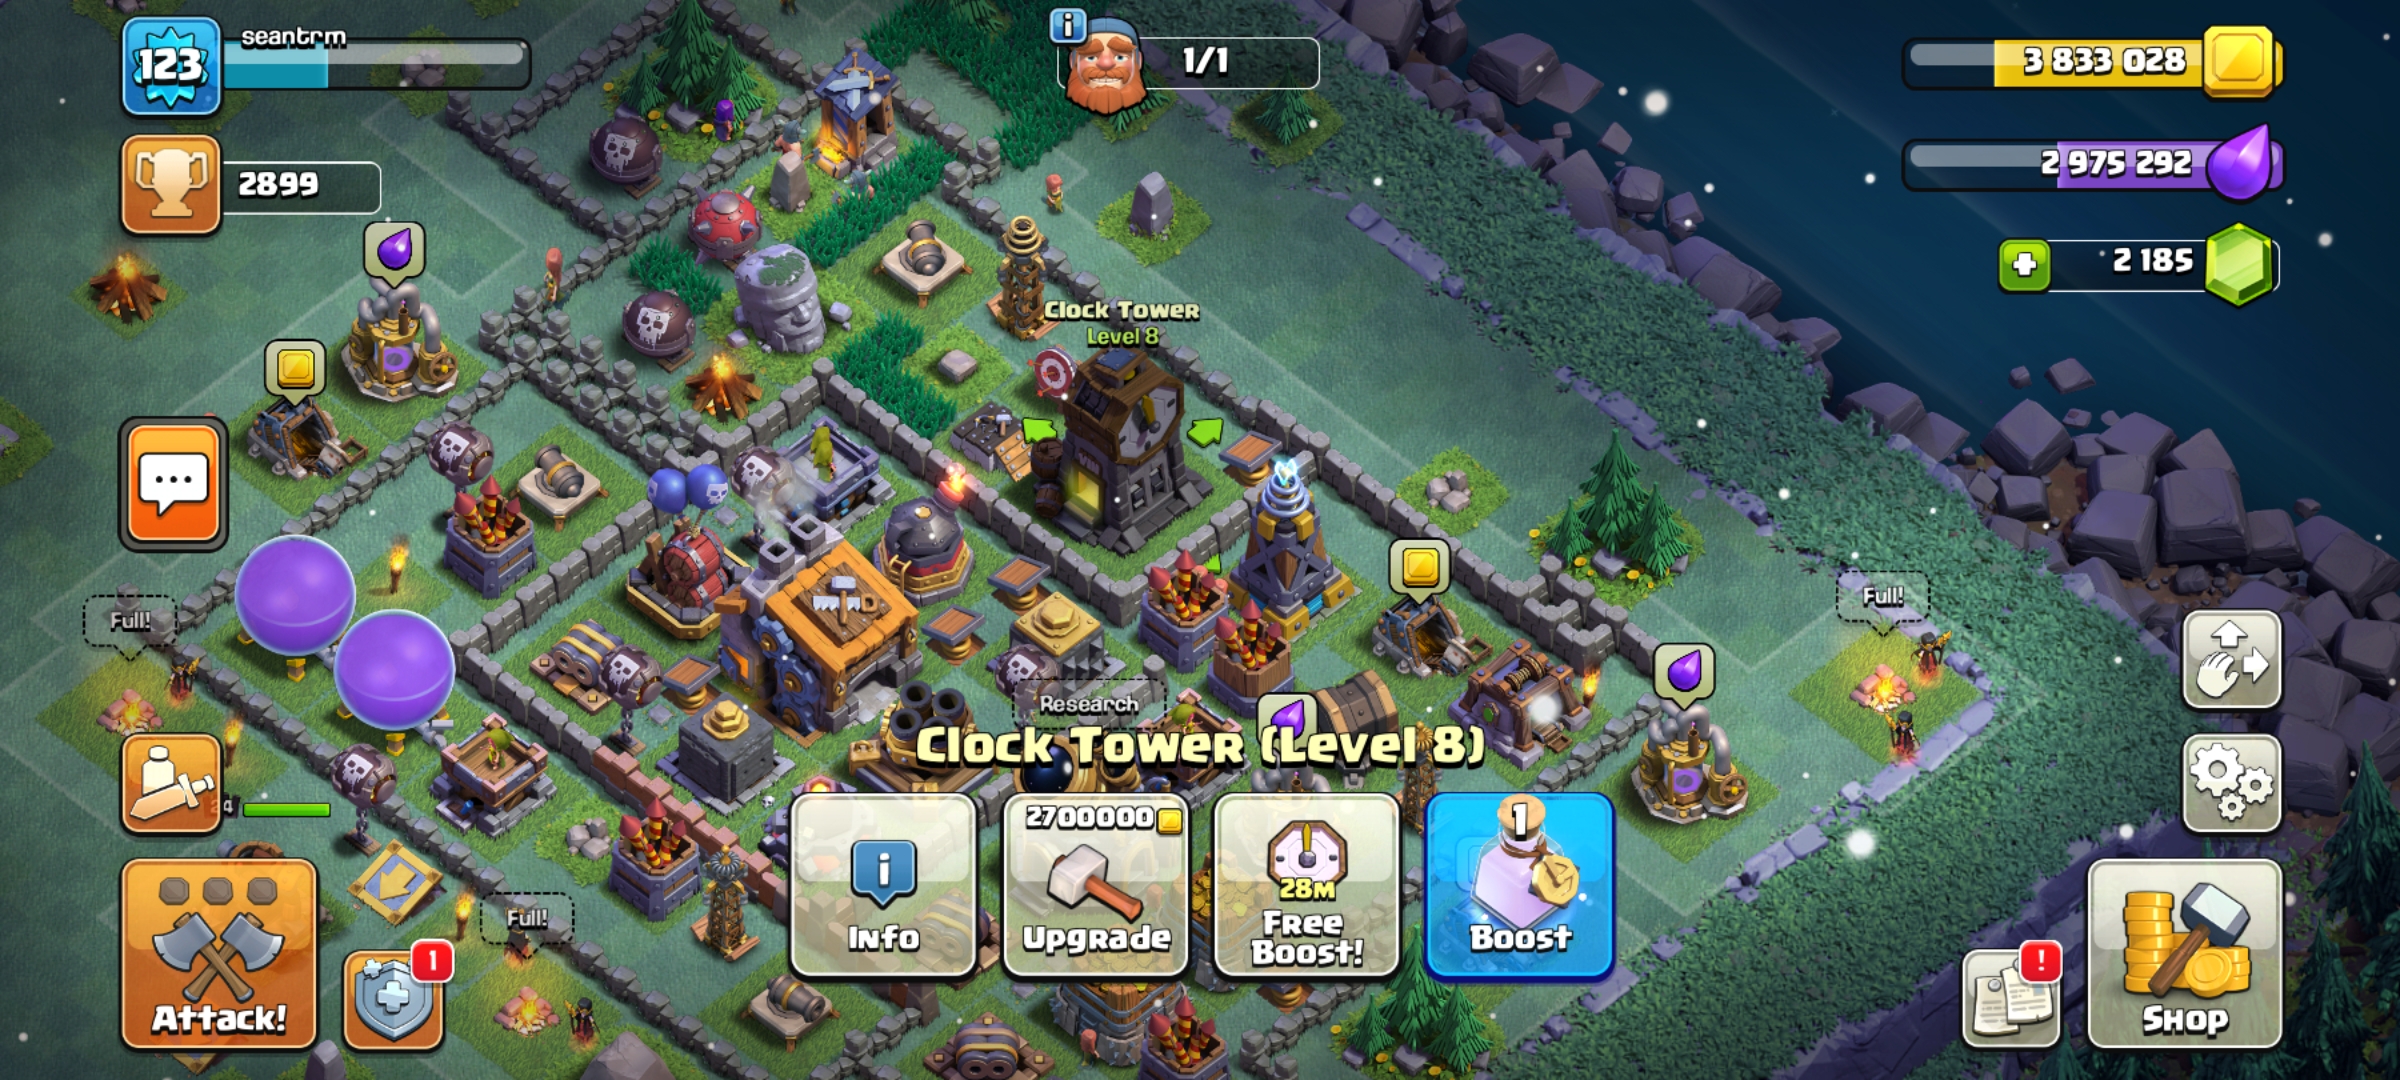 seantrm
123
1/1
3 833 028
2899
2 975 292
2 185
Clock Tower
Level 8
Full!
Full!
Research
Clock Tower (Level 8)
1
2700000
28M
Info
Upgrade
Free
Boost!
Boost
Full!
1
!
Attack!
Shop